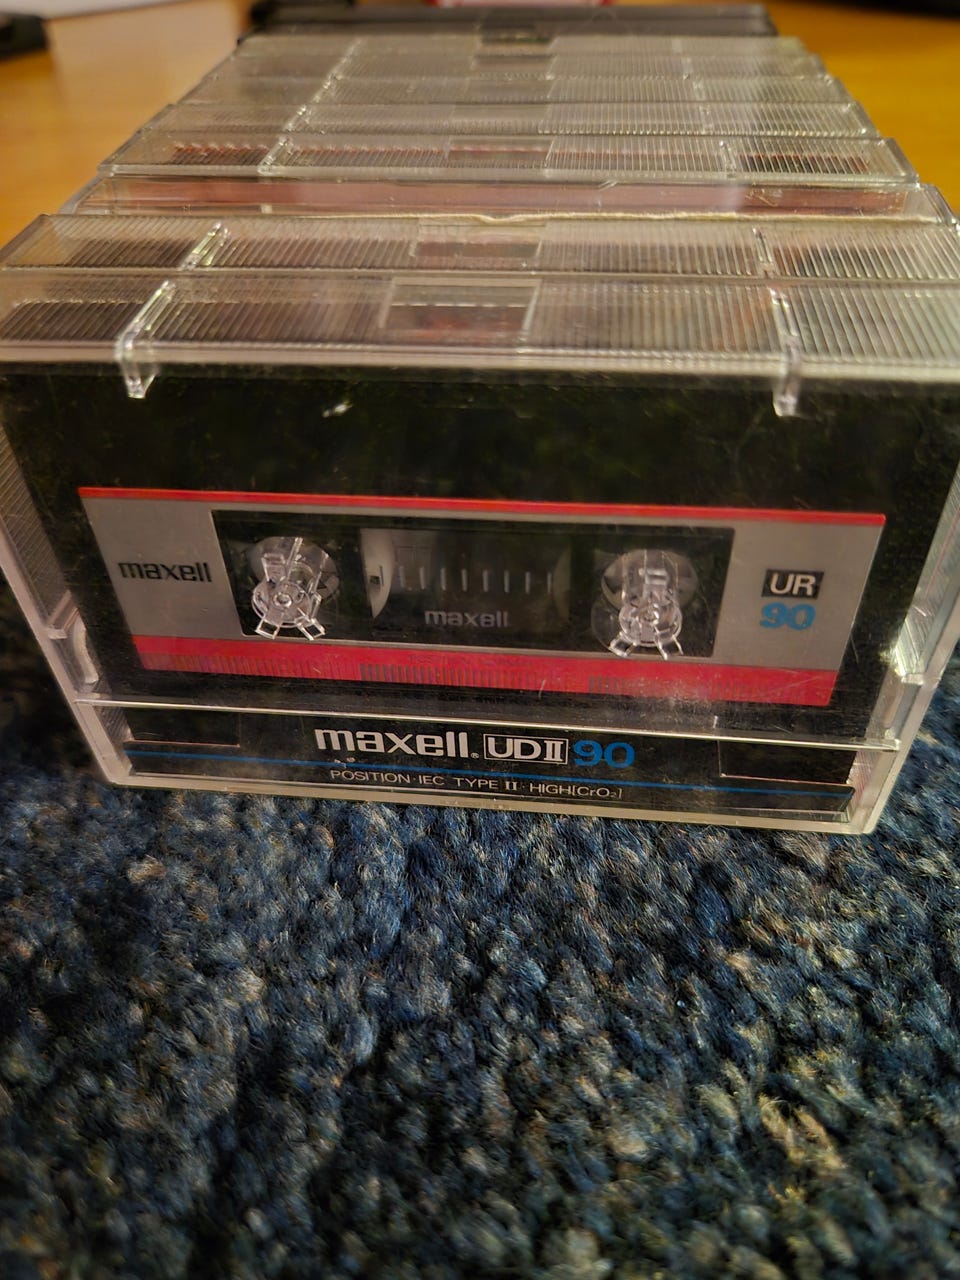 maxell
UR
90
maxell
maxell. UDII 90
POSITION·IEC TYPE II·HIGH[CrO₂]